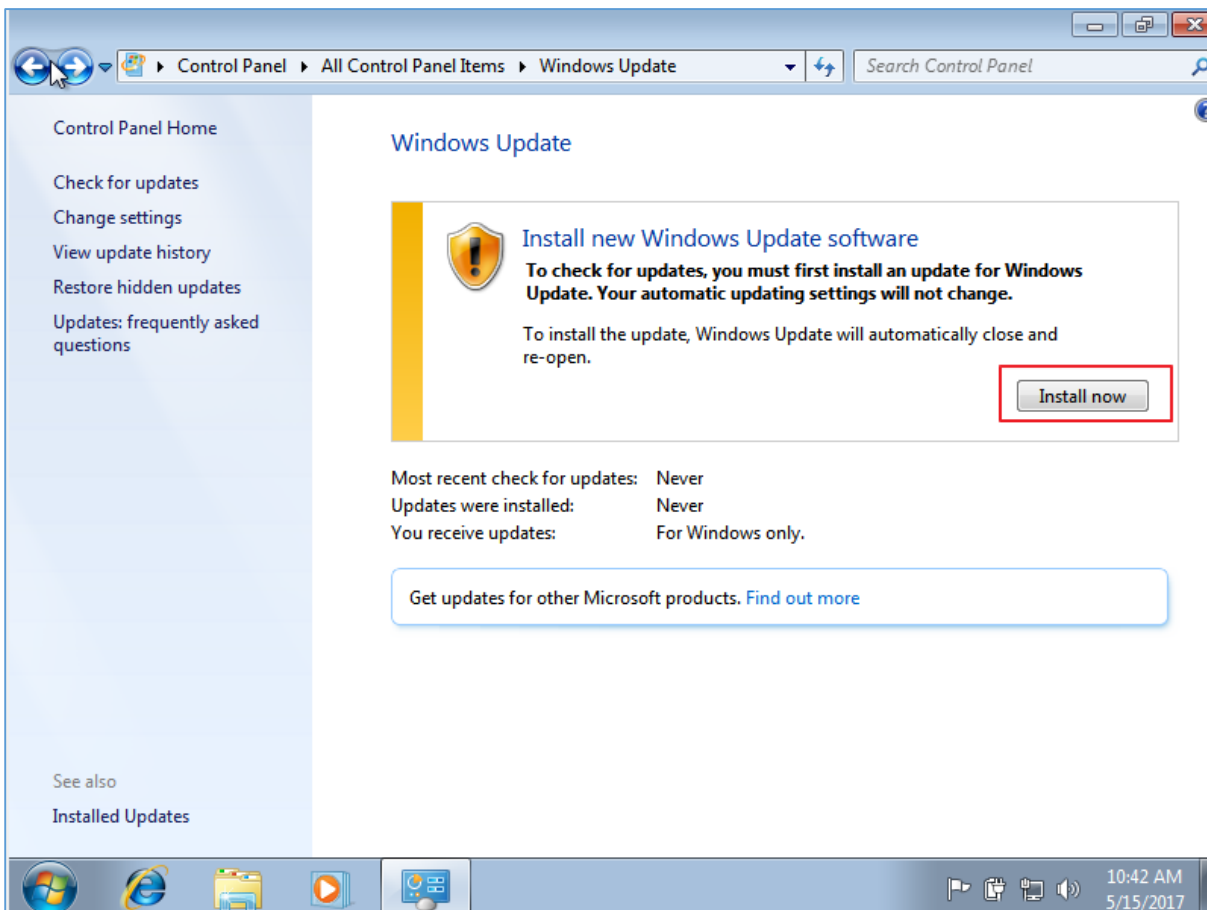 Control Panel All Control Panel Items Windows Update
Search Control Panel
Control Panel Home
Check for updates
Change settings
View update history
Restore hidden updates
Updates: frequently asked
questions
Windows Update
Install new Windows Update software
To check for updates, you must first install an update for Windows
Update. Your automatic updating settings will not change.
To install the update, Windows Update will automatically close and
re-open.
Install now
Most recent check for updates: Never
Updates were installed: Never
You receive updates: For Windows only.
Get updates for other Microsoft products. Find out more
See also
Installed Updates
10:42 AM
5/15/2017